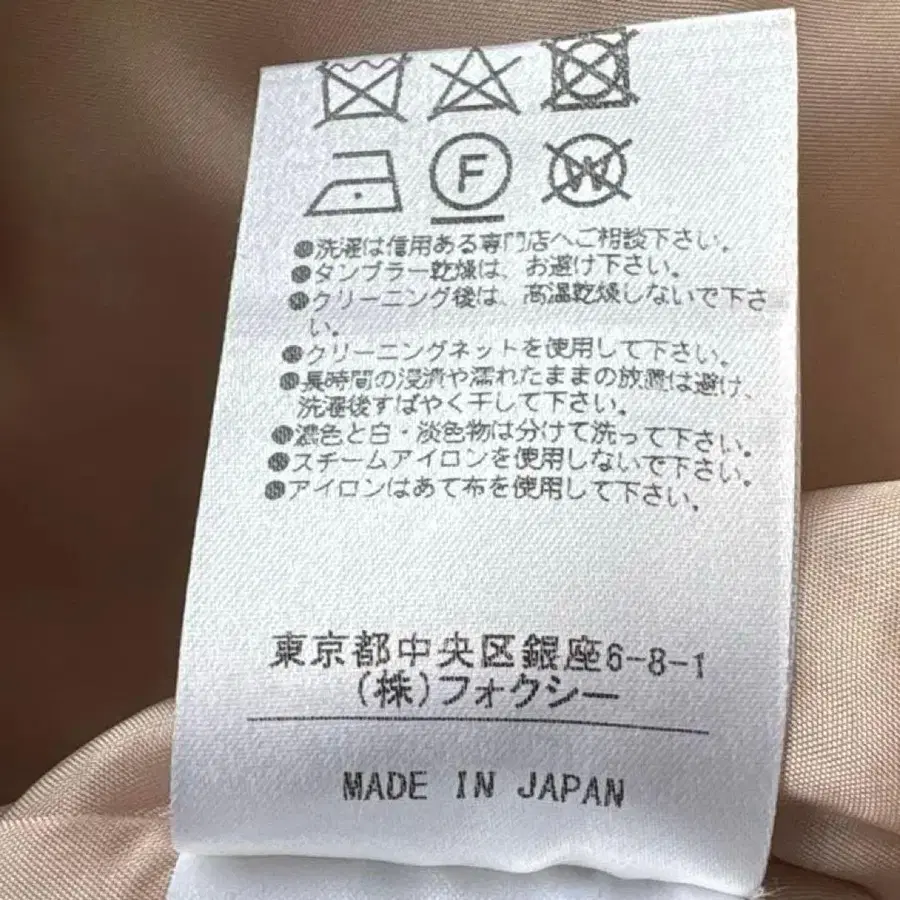 F
W
●洗濯は信用ある専門店へご相談下さい。
●タンブラー乾燥は、お避け下さい。
●クリーニング後は、高温乾燥しないで下さ
い。
●クリーニングネットを使用して下さい。
●長時間の浸漬や濡れたままの放置は避け、
洗濯後すばやく干して下さい。
●濃色と白・淡色物は分けて洗って下さい。
●スチームアイロンを使用しないで下さい。
●アイロンはあて布を使用して下さい。
東京都中央区銀座6-8-1
(株)フォクシー
MADE IN JAPAN